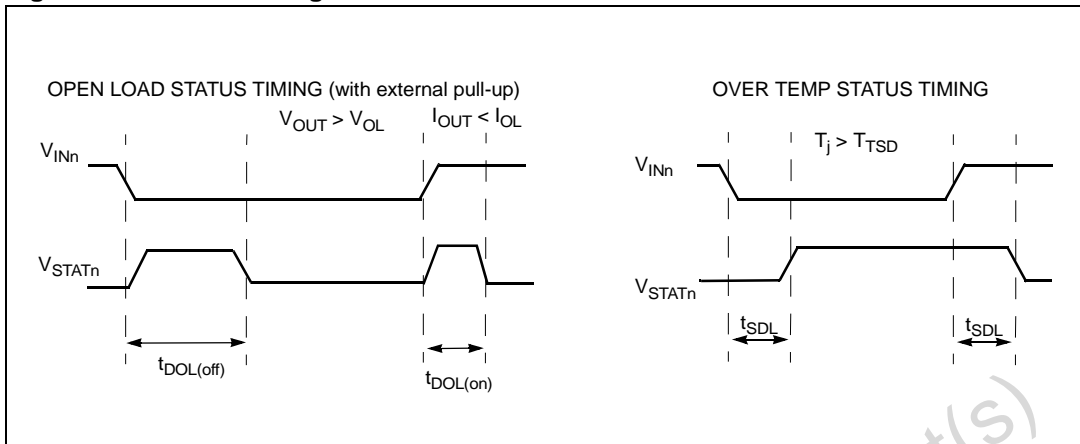 OPEN LOAD STATUS TIMING (with external pull-up)
V_OUT > V_OL
I_OUT < I_OL
V_INn
V_STATn
t_DOL(off)
t_DOL(on)
OVER TEMP STATUS TIMING
T_j > T_TSD
V_INn
V_STATn
t_SDL
t_SDL